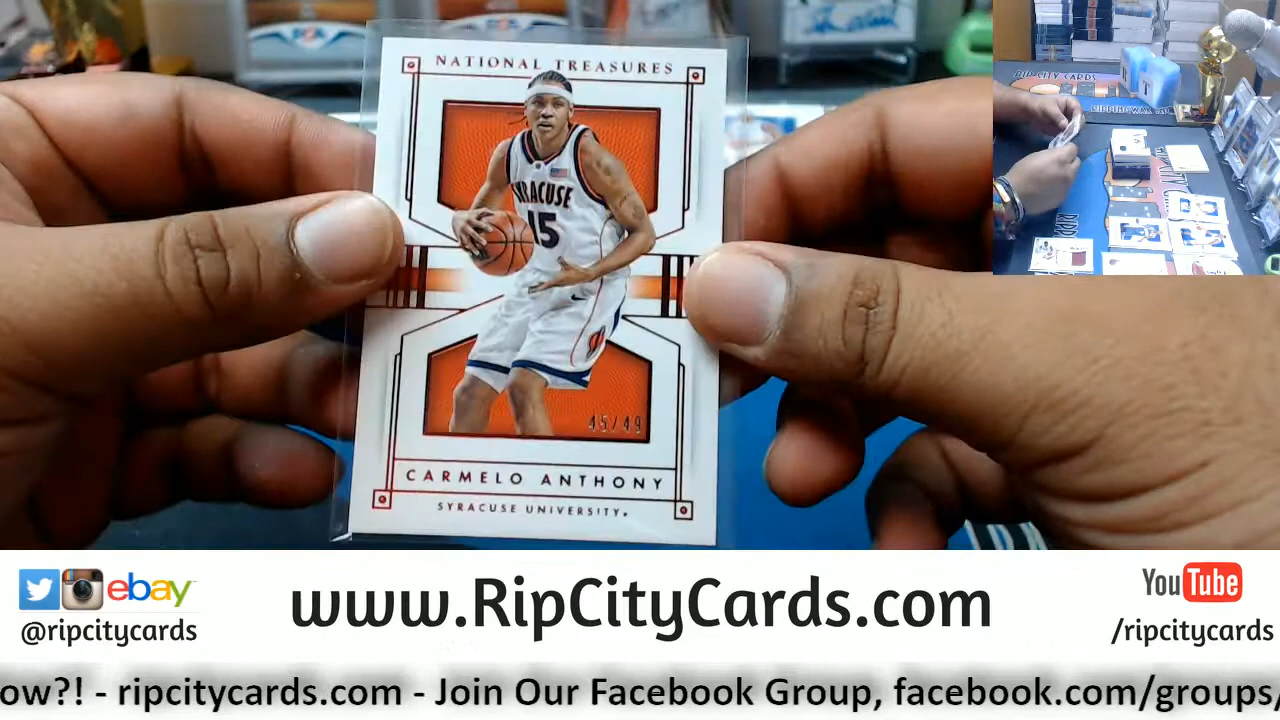 NATIONAL TREASURES
SYRACUSE
15
45/49
CARMELO ANTHONY
SYRACUSE UNIVERSITY.
RIP CITY CARDS
ebay
@ripcitycards
www.RipCityCards.com
YouTube
/ripcitycards
ow?! - ripcitycards.com - Join Our Facebook Group, facebook.com/groups/